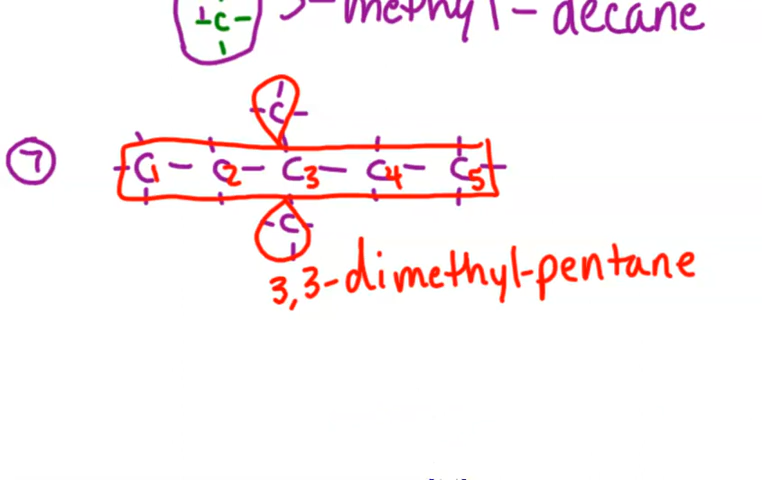 -C- 3-methyl-decane
-C-
7 -C1-C2-C3-C4-C5-
-C-
3,3-dimethyl-pentane